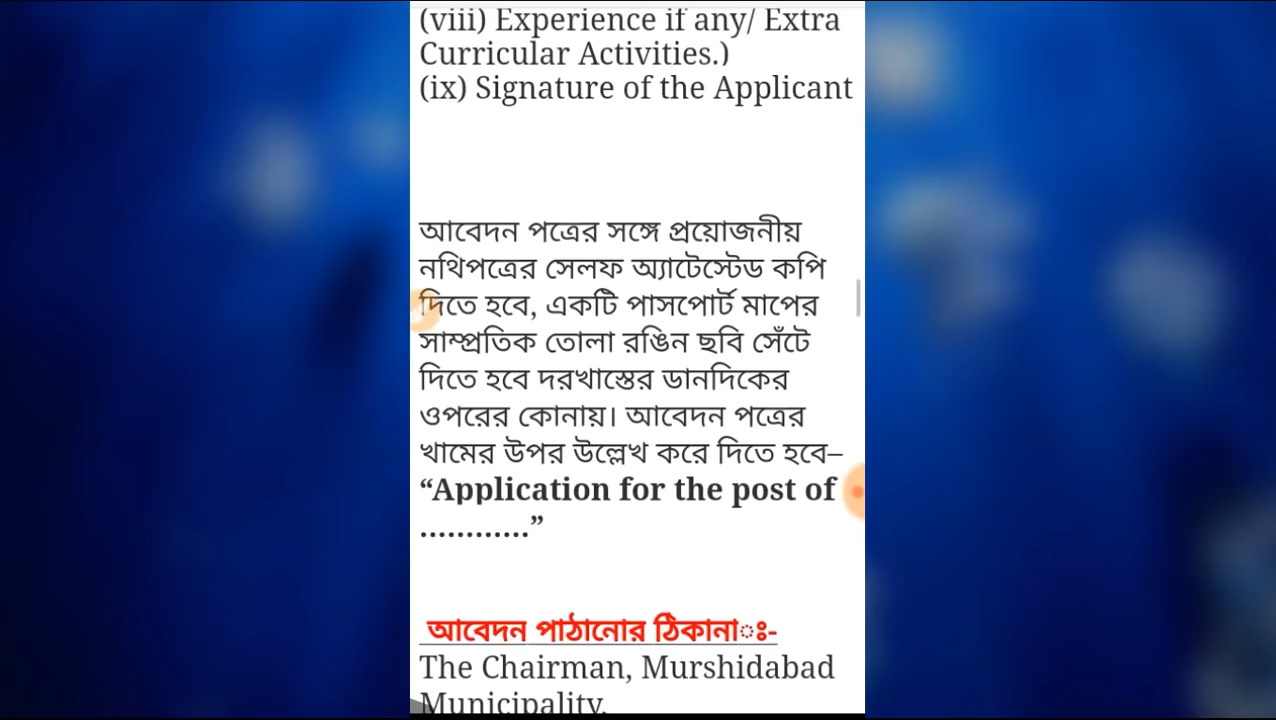 (viii) Experience if any/ Extra
Curricular Activities.)
(ix) Signature of the Applicant
আবেদন পত্রের সঙ্গে প্রয়োজনীয়
নথিপত্রের সেলফ অ্যাটেস্টেড কপি
দিতে হবে, একটি পাসপোর্ট মাপের
সাম্প্রতিক তোলা রঙিন ছবি সেঁটে
দিতে হবে দরখাস্তের ডানদিকের
ওপরের কোনায়। আবেদন পত্রের
খামের উপর উল্লেখ করে দিতে হবে–
“Application for the post of
............”
আবেদন পাঠানোর ঠিকানাঃ-
The Chairman, Murshidabad
Municipality,